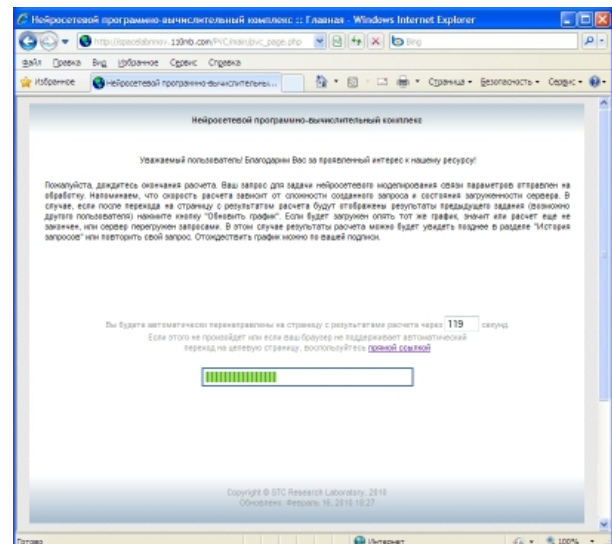 Нейросетевой программно-вычислительный комплекс :: Главная - Windows Internet Explorer
Bing
Файл Правка Вид Избранное Сервис Справка
Избранное Нейросетевой программно-вычислительны... Страница Безопасность Сервис
Нейросетевой программно-вычислительный комплекс
Уважаемый пользователь! Благодарим Вас за проявленный интерес к нашему ресурсу!
Пожалуйста, дождитесь окончания расчета. Ваш запрос для задачи нейросетевого моделирования связи параметров отправлен на
обработку. Напоминаем, что скорость расчета зависит от сложности созданного запроса и состояния загруженности сервера. В
случае, если после перехода на страницу с результатом расчета будут отображены результаты предыдущего задания (возможно
другого пользователя) нажмите кнопку "Обновить график". Если будет загружен опять тот же график, значит или расчет еще не
закончен, или сервер перегружен запросами. В этом случае результаты расчета можно будет увидеть позднее в разделе "История
запросов" или повторить свой запрос. Отождествить график можно по вашей подписи.
Вы будете автоматически перенаправлены на страницу с результатами расчета через 119 секунд.
Если этого не произойдет или если ваш браузер не поддерживает автоматический
переход на целевую страницу, воспользуйтесь прямой ссылкой
Copyright © STC Research Laboratory, 2010
Обновлено: Февраль 16, 2010 18:27
Готово Интернет 100%